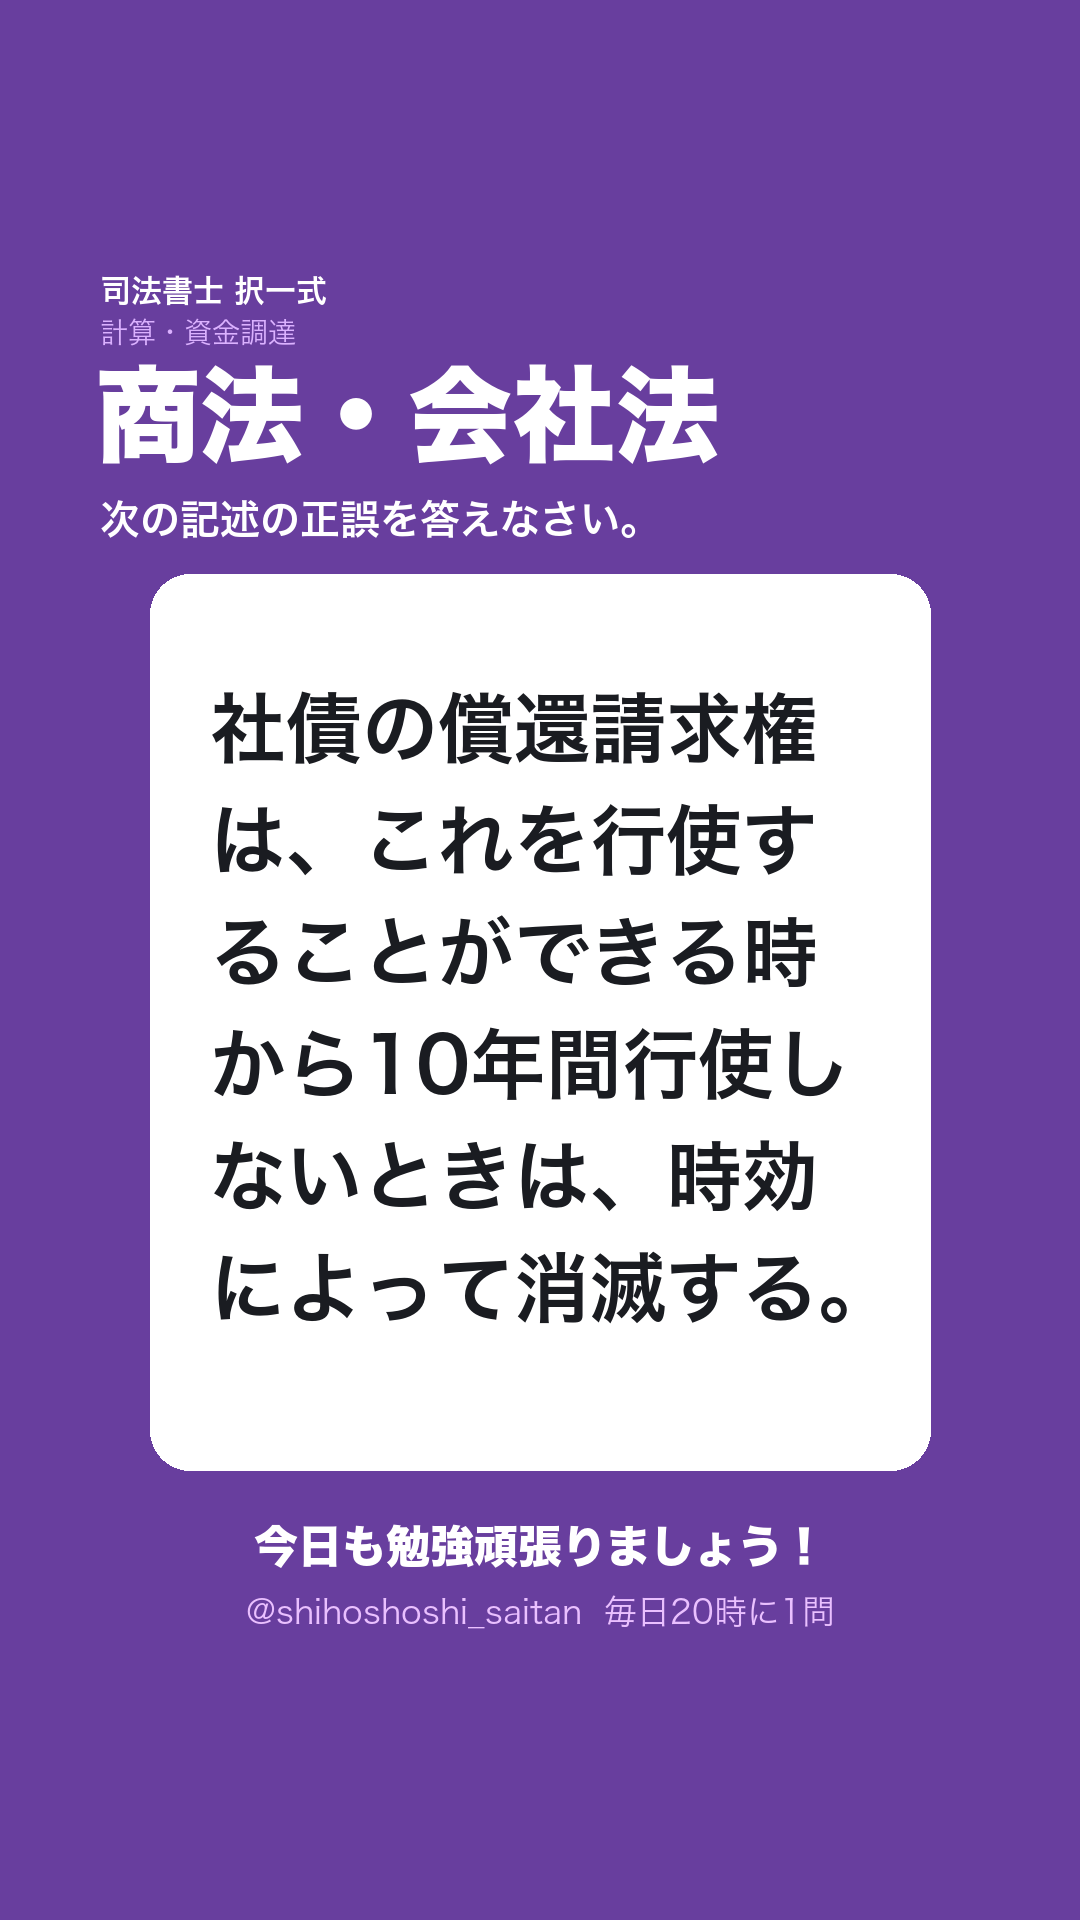 司法書士 択一式
計算・資金調達
商法・会社法
次の記述の正誤を答えなさい。
社債の償還請求権
は、これを行使す
ることができる時
から10年間行使し
ないときは、時効
によって消滅する。
今日も勉強頑張りましょう！
@shihoshoshi_saitan 毎日20時に1問